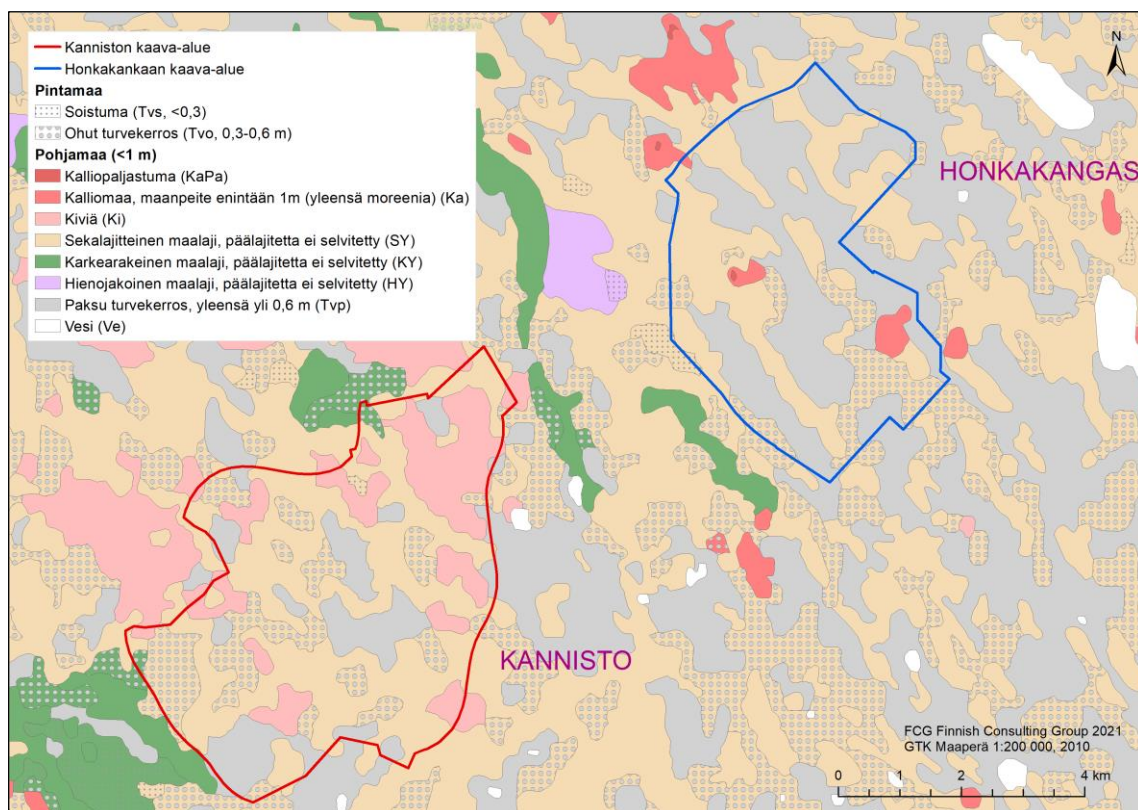 Kanniston kaava-alue
Honkakankaan kaava-alue
Pintamaa
Soistuma (Tvs, <0,3)
Ohut turvekerros (Tvo, 0,3-0,6 m)
Pohjamaa (<1 m)
Kalliopaljastuma (KaPa)
Kalliomaa, maanpeite enintään 1m (yleensä moreenia) (Ka)
Kiviä (Ki)
Sekalajitteinen maalaji, päälajitetta ei selvitetty (SY)
Karkearakeinen maalaji, päälajitetta ei selvitetty (KY)
Hienojakoinen maalaji, päälajitetta ei selvitetty (HY)
Paksu turvekerros, yleensä yli 0,6 m (Tvp)
Vesi (Ve)
N
HONKAKANGAS
KANNISTO
FCG Finnish Consulting Group 2021
GTK Maaperä 1:200 000, 2010
0 1 2 4 km